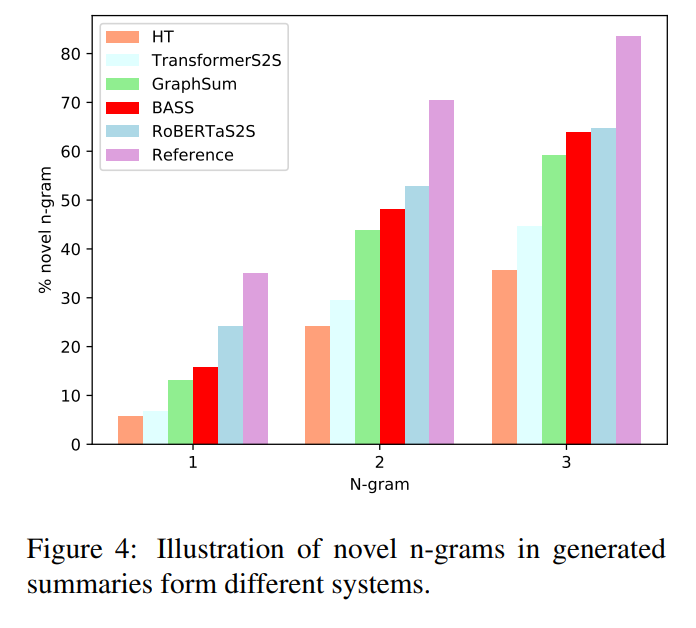 80
70
60
50
40
30
20
10
0
% novel n-gram
HT
TransformerS2S
GraphSum
BASS
RoBERTaS2S
Reference
1 2 3
N-gram
Figure 4: Illustration of novel n-grams in generated
summaries form different systems.